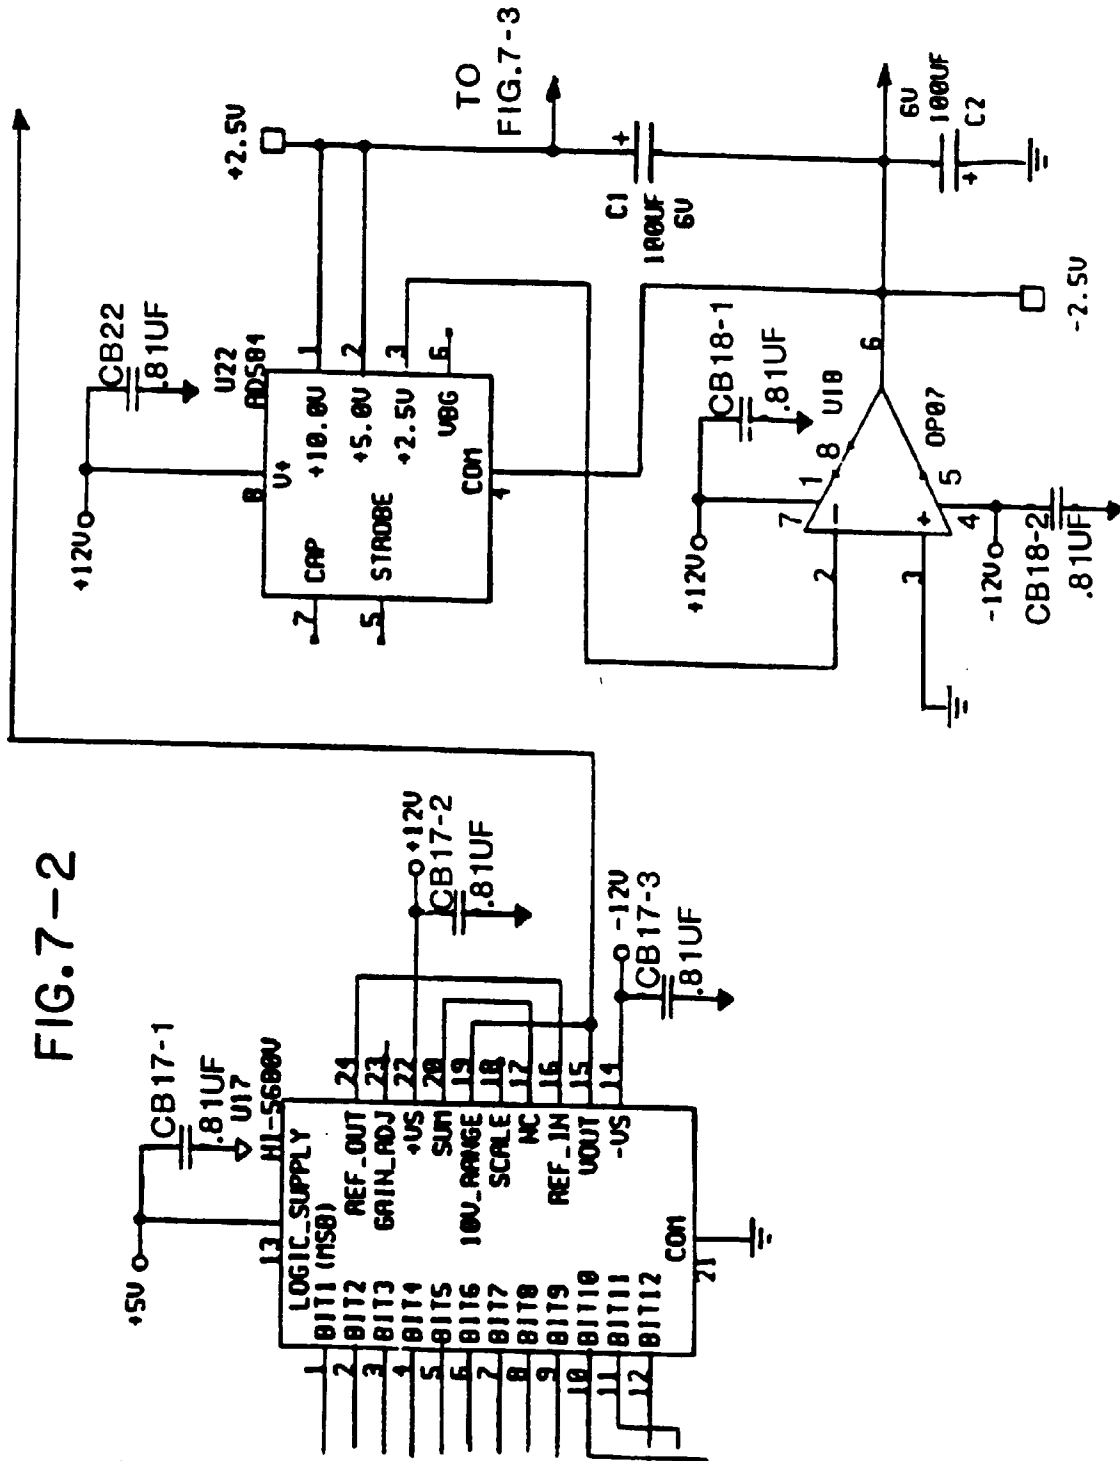 FIG.7-2
+5V
CB17-1
.81UF
U17
HI-5680V
13
LOGIC_SUPPLY
1
BIT1 (MSB)
2
BIT2
3
BIT3
4
BIT4
5
BIT5
6
BIT6
7
BIT7
8
BIT8
9
BIT9
10
BIT10
11
BIT11
12
BIT12
REF_OUT
24
GAIN_ADJ
23
+VS
22
SUM
20
10V_RANGE
19
SCALE
18
NC
17
REF_IN
16
VOUT
15
-VS
14
COM
21
+12V
CB17-2
.81UF
-12V
CB17-3
.81UF
+12V
CB22
.81UF
U22
AD584
8
V+
7
CAP
5
STROBE
+10.0V
1
+5.0V
2
+2.5V
3
VBG
6
COM
4
+2.5V
TO
FIG.7-3
+
C1
100UF
6V
+12V
CB18-1
.81UF
U18
7
1
8
2
-
3
+
4
5
6
OP07
-12V
CB18-2
.81UF
-2.5V
6V
100UF
C2
+